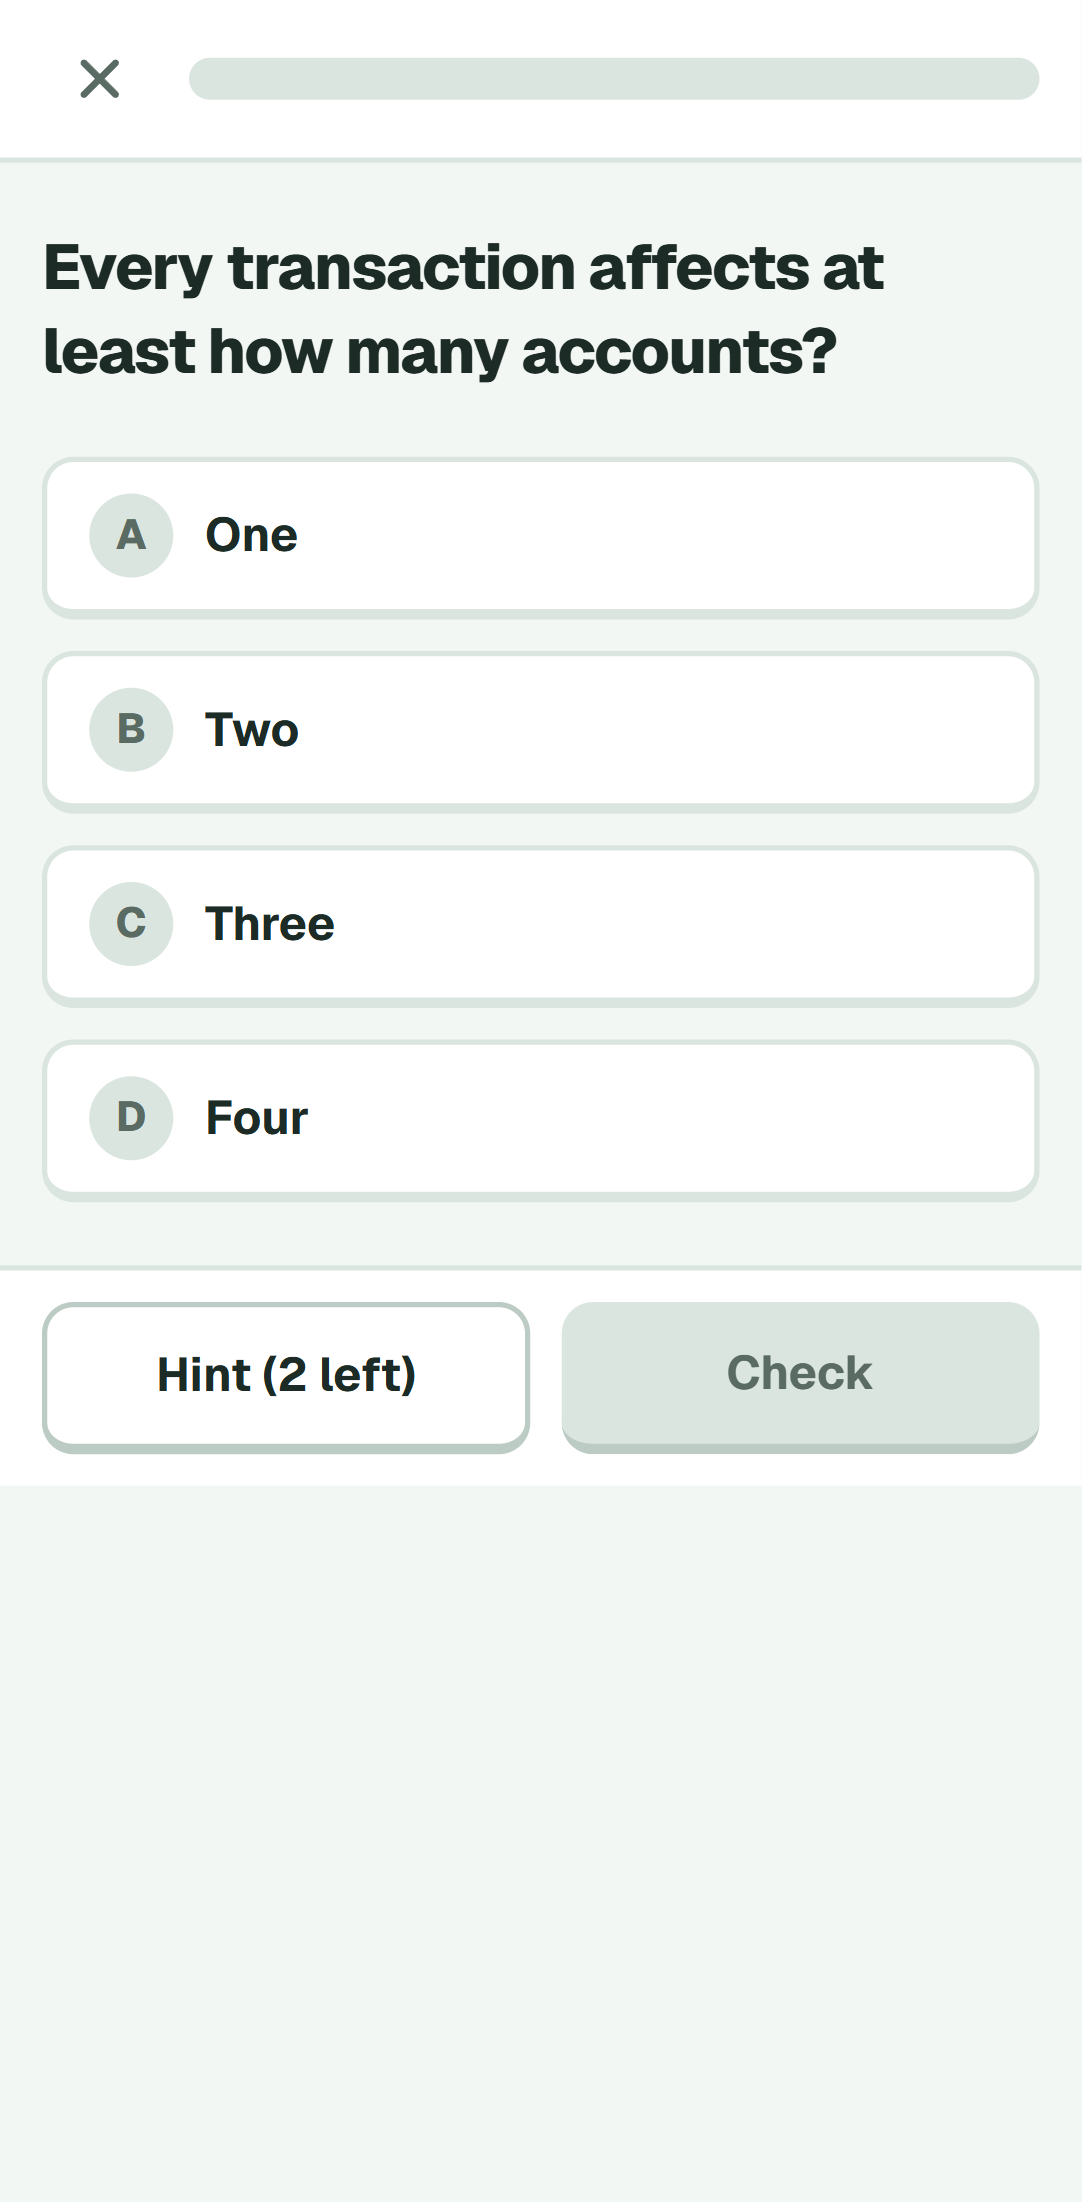 Every transaction affects at
least how many accounts?
A One
B Two
C Three
D Four
Hint (2 left)
Check